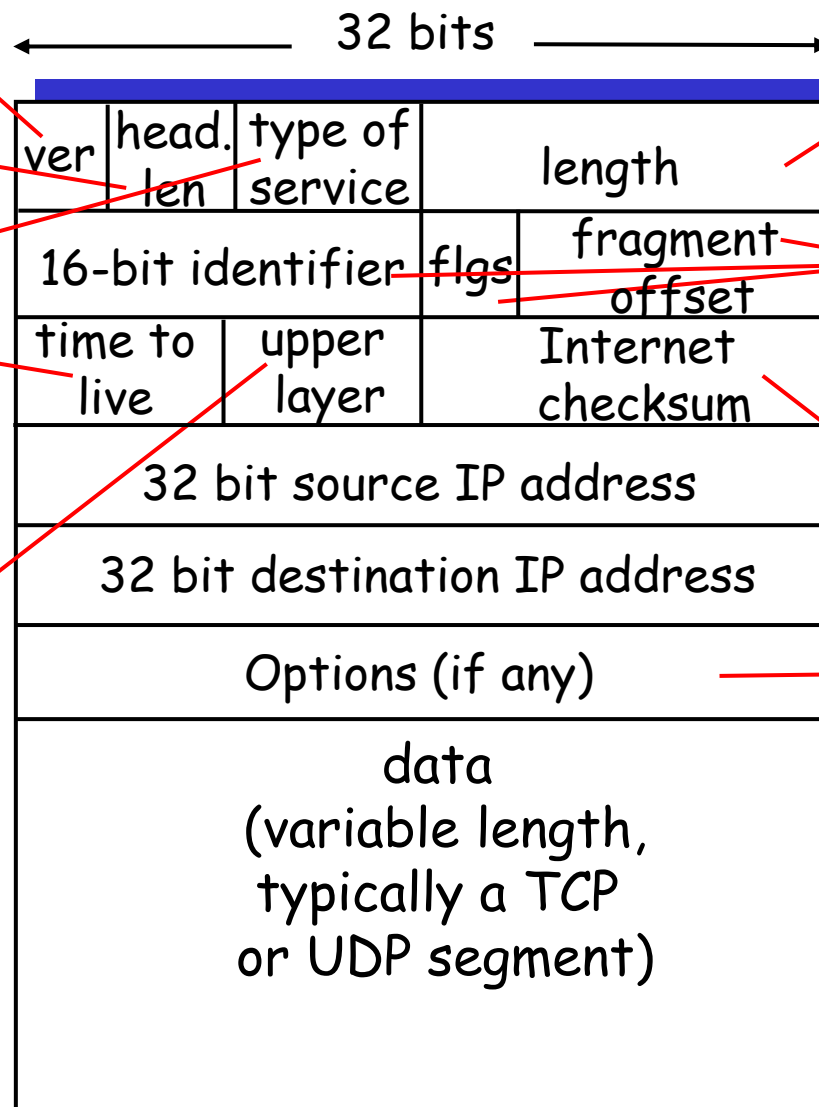 32 bits
ver
head.
len
type of
service
length
16-bit identifier
flgs
fragment
offset
time to
live
upper
layer
Internet
checksum
32 bit source IP address
32 bit destination IP address
Options (if any)
data
(variable length,
typically a TCP
or UDP segment)